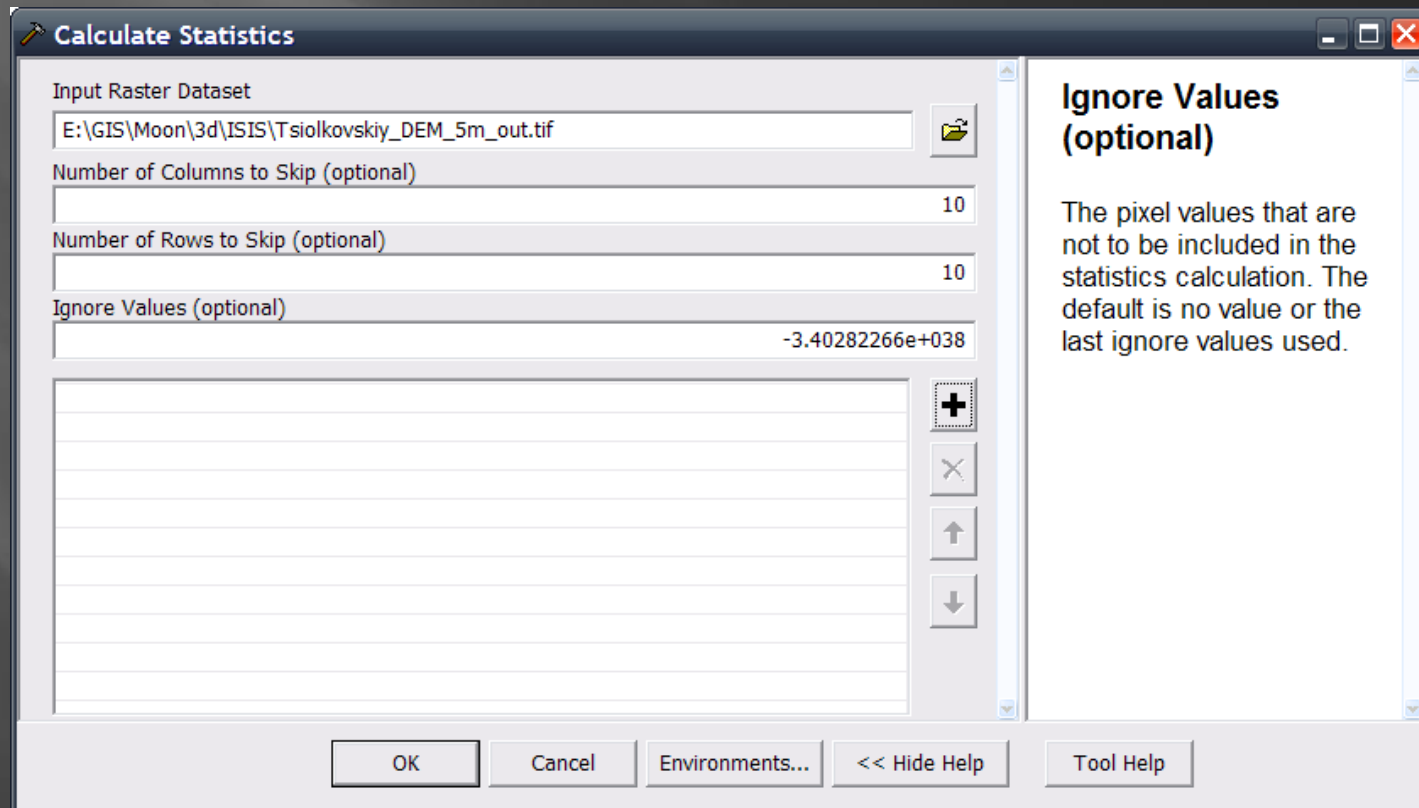 Calculate Statistics
Input Raster Dataset
E:\GIS\Moon\3d\ISIS\Tsiolkovskiy_DEM_5m_out.tif
Number of Columns to Skip (optional)
10
Number of Rows to Skip (optional)
10
Ignore Values (optional)
-3.40282266e+038
OK
Cancel
Environments...
<< Hide Help
Ignore Values
(optional)
The pixel values that are
not to be included in the
statistics calculation. The
default is no value or the
last ignore values used.
Tool Help